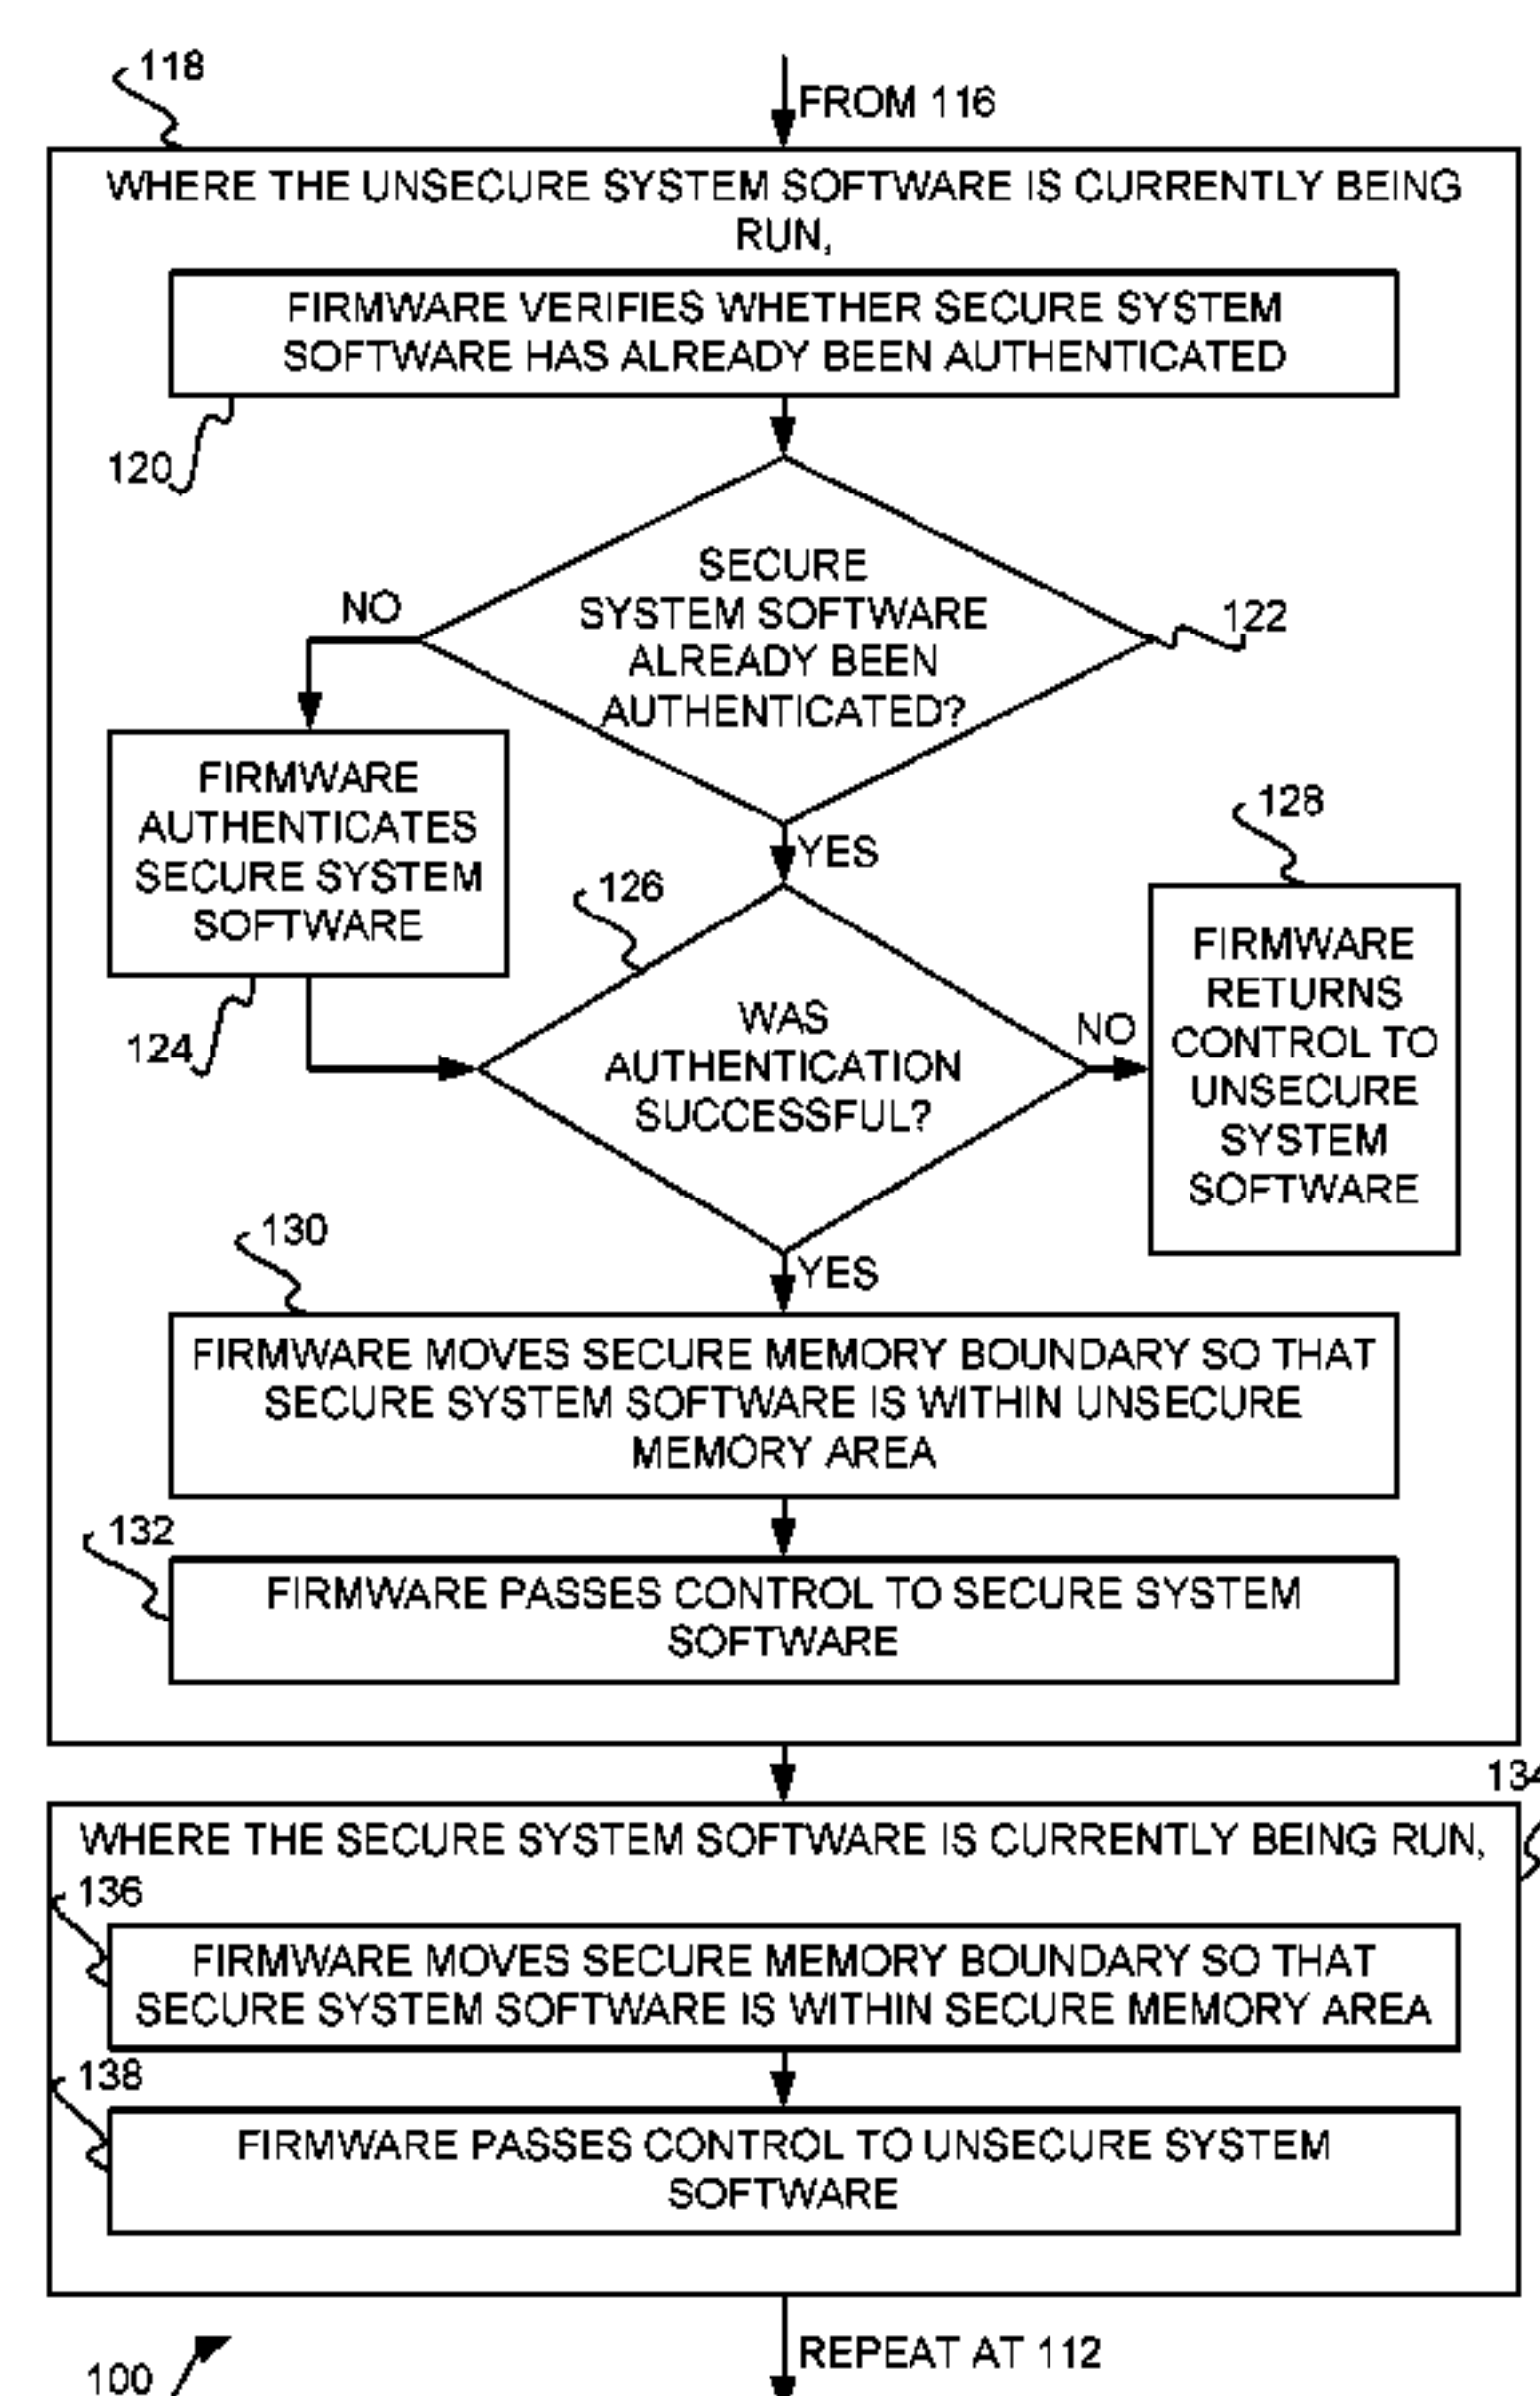 118
FROM 116
WHERE THE UNSECURE SYSTEM SOFTWARE IS CURRENTLY BEING
RUN,
FIRMWARE VERIFIES WHETHER SECURE SYSTEM
SOFTWARE HAS ALREADY BEEN AUTHENTICATED
120
SECURE
SYSTEM SOFTWARE
ALREADY BEEN
AUTHENTICATED?
NO
122
FIRMWARE
AUTHENTICATES
SECURE SYSTEM
SOFTWARE
124
YES
126
WAS
AUTHENTICATION
SUCCESSFUL?
NO
128
FIRMWARE
RETURNS
CONTROL TO
UNSECURE
SYSTEM
SOFTWARE
YES
130
FIRMWARE MOVES SECURE MEMORY BOUNDARY SO THAT
SECURE SYSTEM SOFTWARE IS WITHIN UNSECURE
MEMORY AREA
132
FIRMWARE PASSES CONTROL TO SECURE SYSTEM
SOFTWARE
134
WHERE THE SECURE SYSTEM SOFTWARE IS CURRENTLY BEING RUN,
136
FIRMWARE MOVES SECURE MEMORY BOUNDARY SO THAT
SECURE SYSTEM SOFTWARE IS WITHIN SECURE MEMORY AREA
138
FIRMWARE PASSES CONTROL TO UNSECURE SYSTEM
SOFTWARE
REPEAT AT 112
100